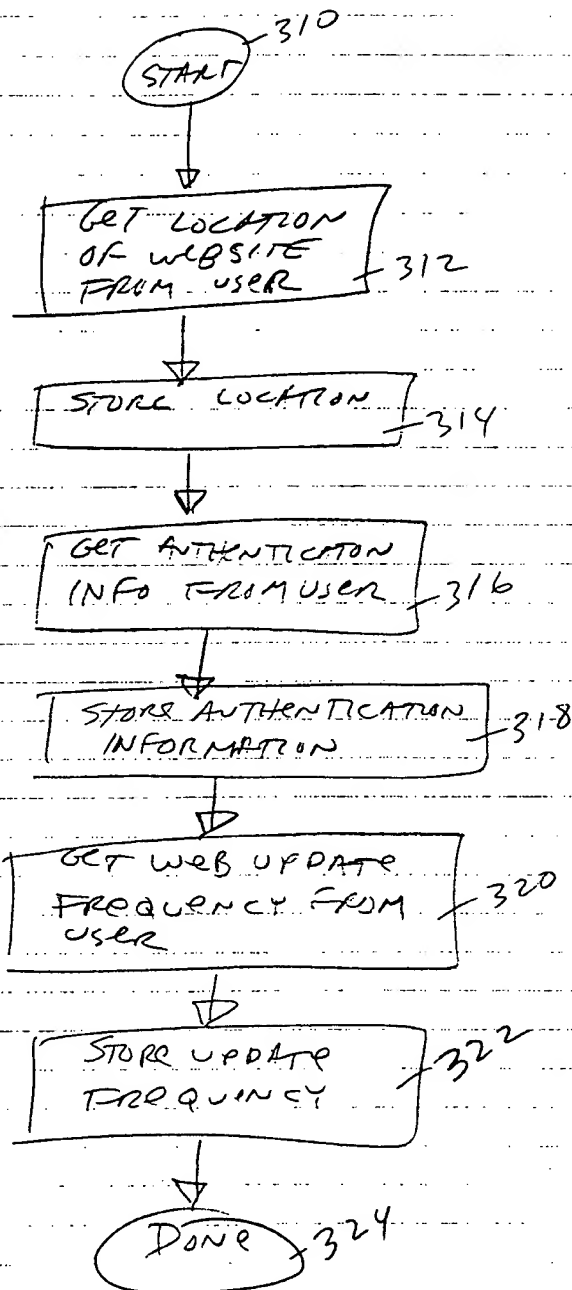 310
START
GET LOCATION
OF WEBSITE
FROM USER
312
STORE LOCATION
314
GET AUTHENTICATON
INFO FROM USER
316
STORE AUTHENTICATION
INFORMATION
318
GET WEB UPDATE
FREQUENCY FROM
USER
320
STORE UPDATE
FREQUENCY
322
DONE
324